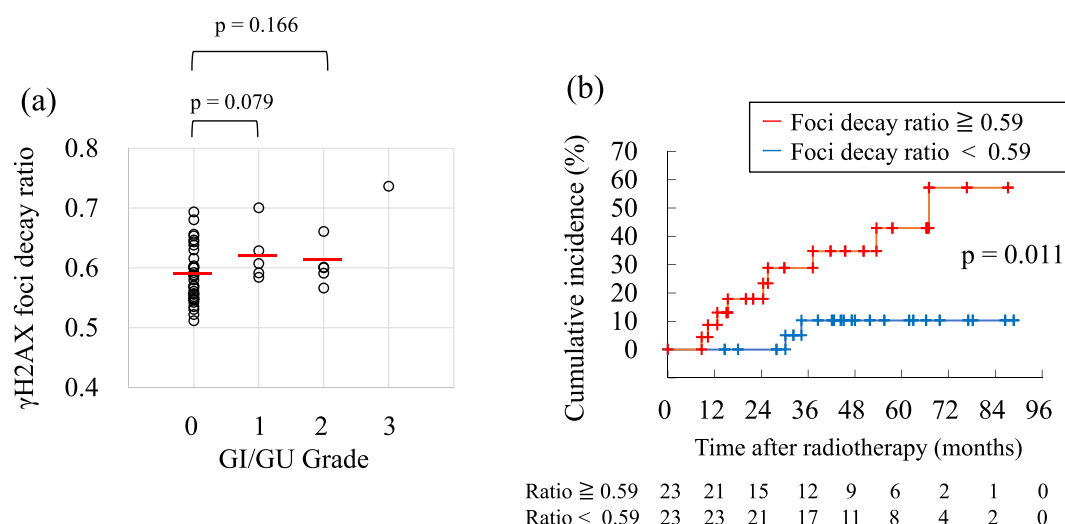 (a)
p = 0.166
p = 0.079
γH2AX foci decay ratio
0.8
0.7
0.6
0.5
0.4
0 1 2 3
GI/GU Grade
(b)
Foci decay ratio ≧ 0.59
Foci decay ratio < 0.59
Cumulative incidence (%)
70
60
50
40
30
20
10
0
p = 0.011
0 12 24 36 48 60 72 84 96
Time after radiotherapy (months)
Ratio ≧ 0.59 23 21 15 12 9 6 2 1 0
Ratio < 0.59 23 23 21 17 11 8 4 2 0